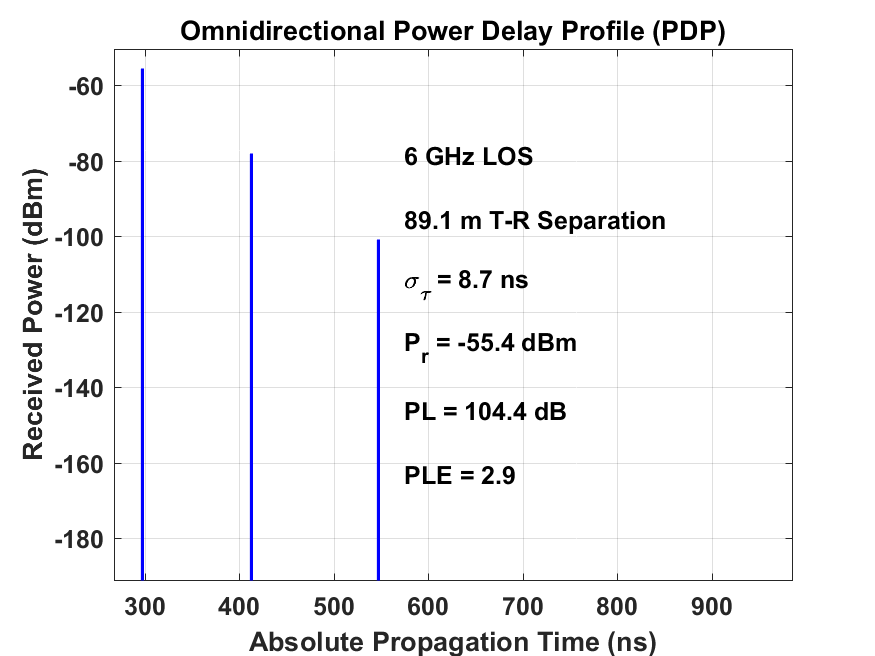 Omnidirectional Power Delay Profile (PDP)
Received Power (dBm)
-60
-80
-100
-120
-140
-160
-180
6 GHz LOS
89.1 m T-R Separation
σ_τ = 8.7 ns
P_r = -55.4 dBm
PL = 104.4 dB
PLE = 2.9
300 400 500 600 700 800 900
Absolute Propagation Time (ns)